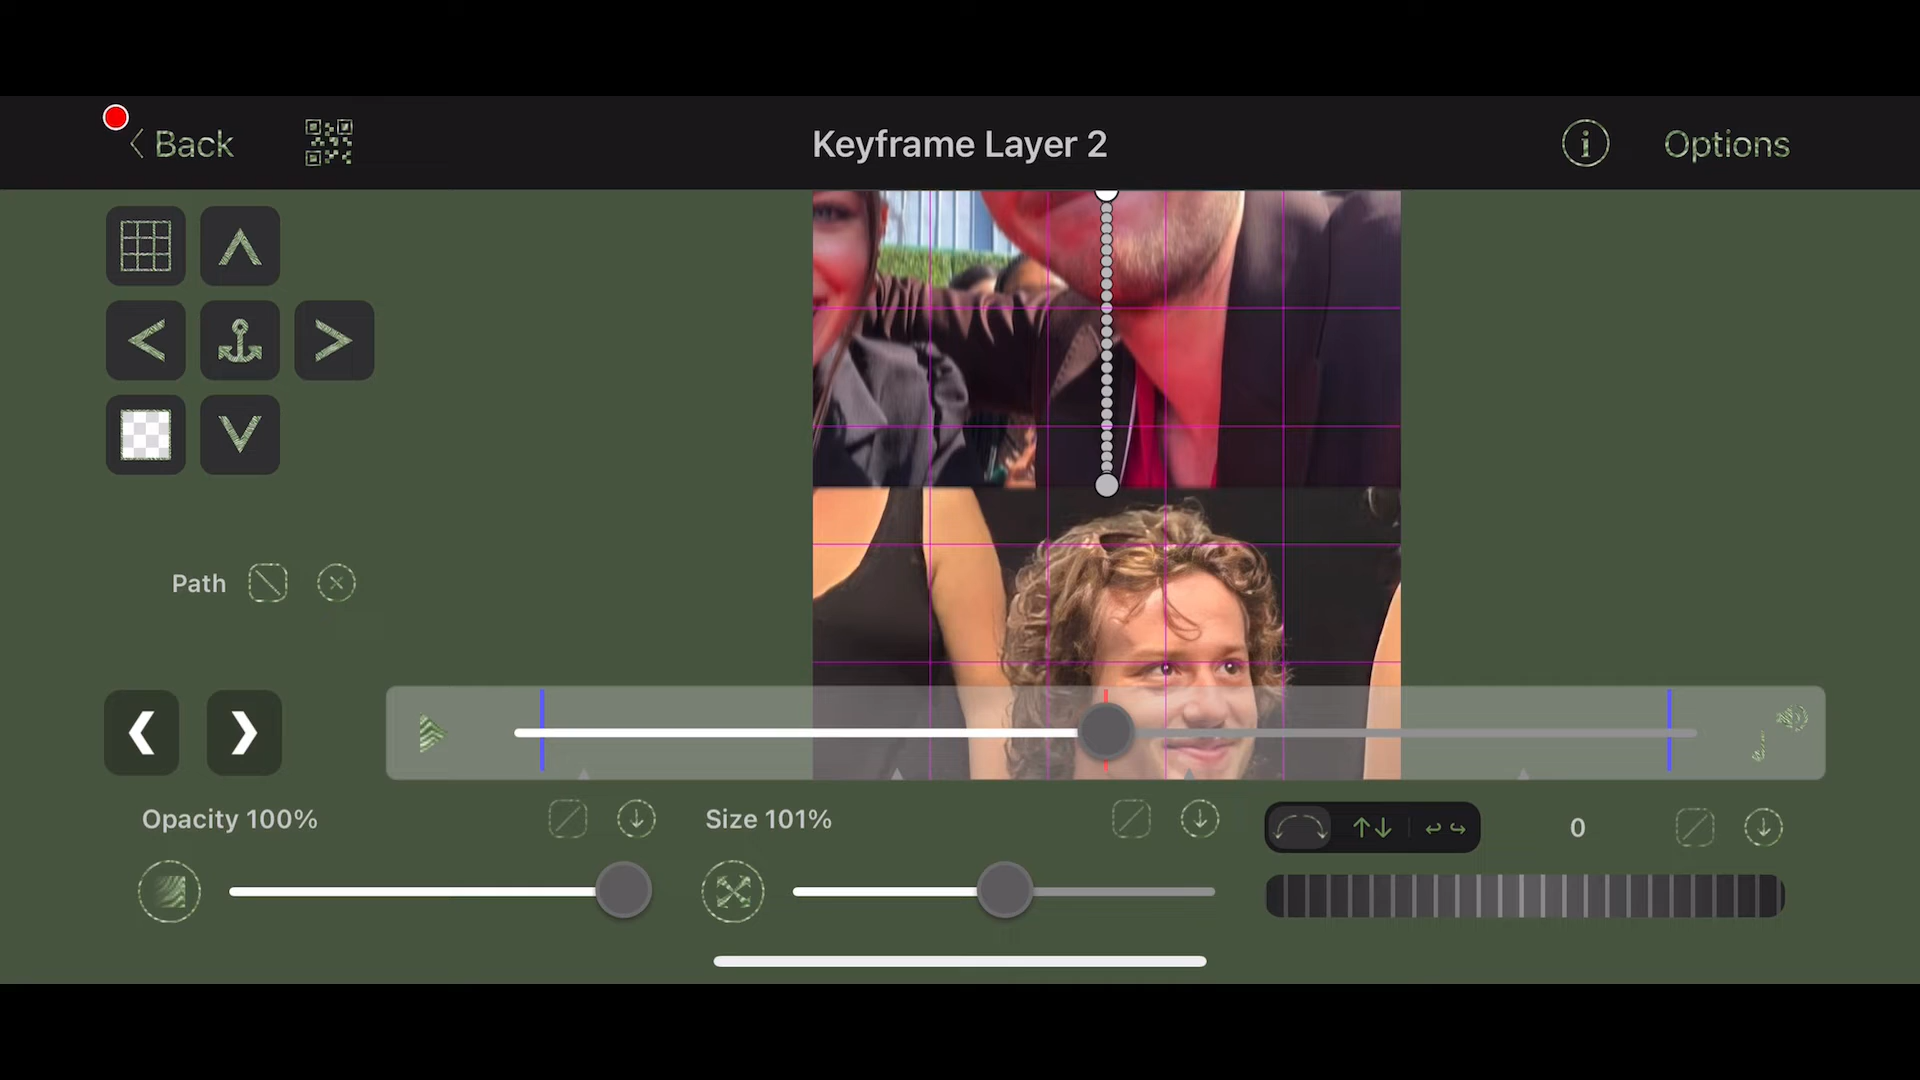 Back
Keyframe Layer 2
Options
Path
Opacity 100%
Size 101%
0